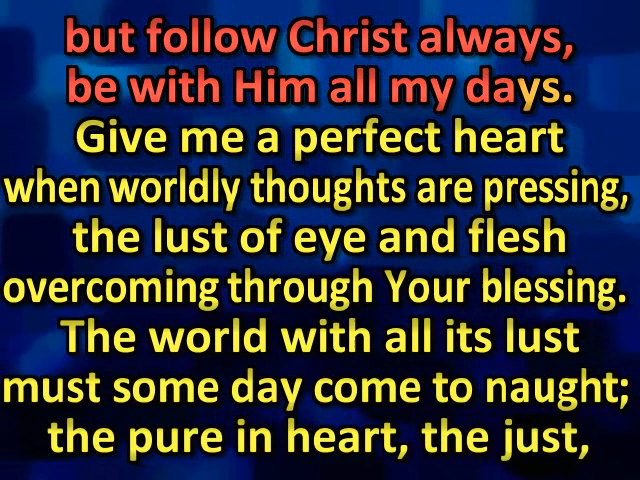 but follow Christ always,
be with Him all my days.
Give me a perfect heart
when worldly thoughts are pressing,
the lust of eye and flesh
overcoming through Your blessing.
The world with all its lust
must some day come to naught;
the pure in heart, the just,